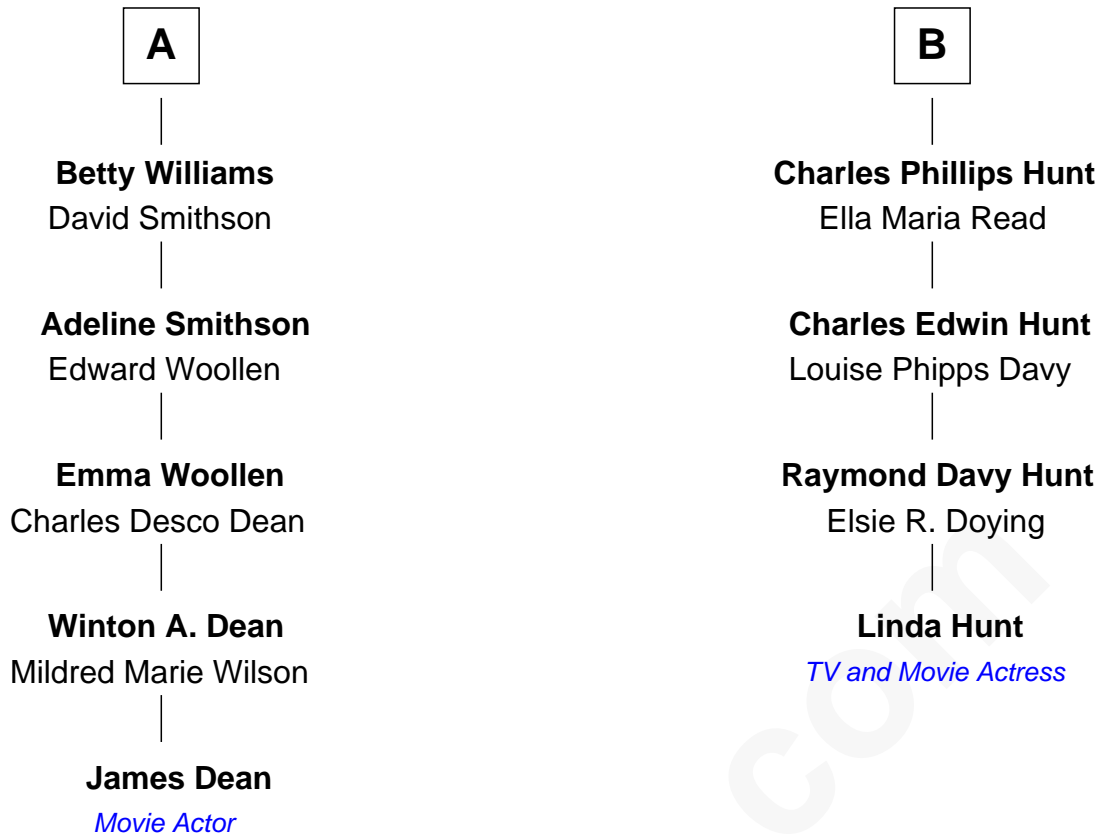 A
Betty Williams
David Smithson
Adeline Smithson
Edward Woollen
Emma Woollen
Charles Desco Dean
Winton A. Dean
Mildred Marie Wilson
James Dean
Movie Actor
B
Charles Phillips Hunt
Ella Maria Read
Charles Edwin Hunt
Louise Phipps Davy
Raymond Davy Hunt
Elsie R. Doying
Linda Hunt
TV and Movie Actress
com